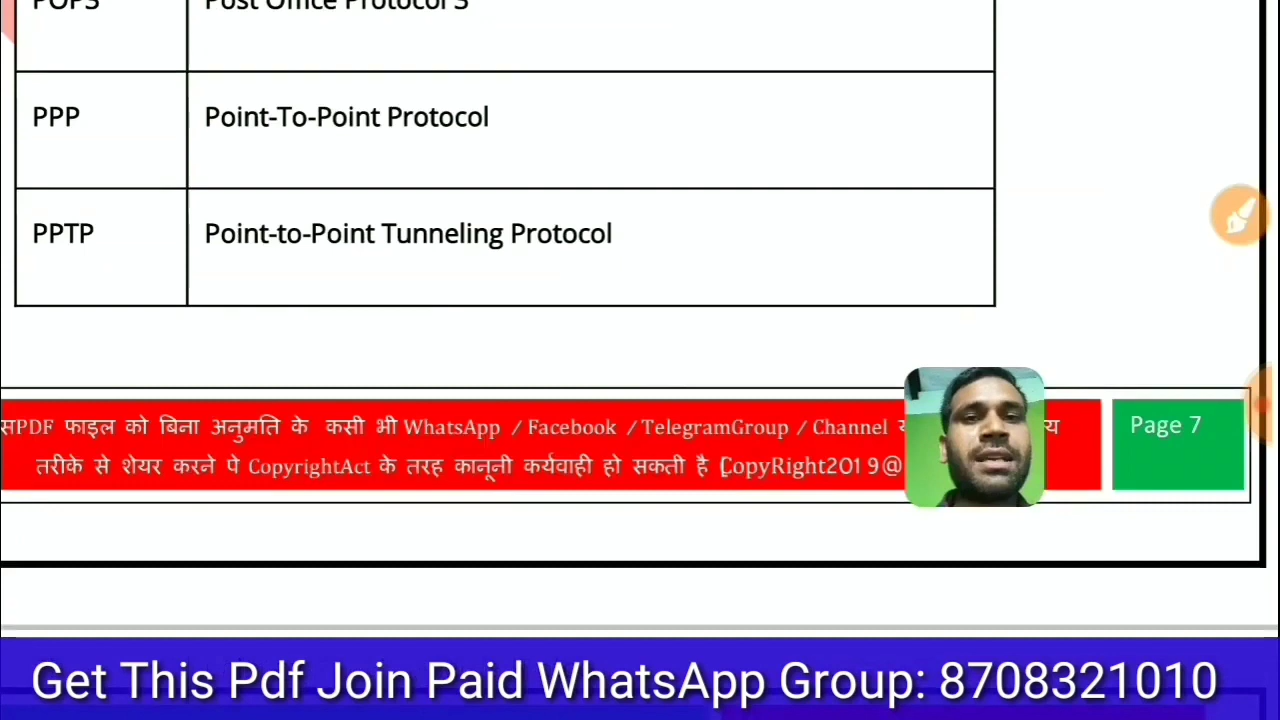 POP3 Post Office Protocol 3
PPP Point-To-Point Protocol
PPTP Point-to-Point Tunneling Protocol
सPDF फाइल को बिना अनुमति के कसी भी WhatsApp / Facebook / TelegramGroup / Channel
तरीके से शेयर करने पे CopyrightAct के तरह कानूनी कर्यवाही हो सकती है [CopyRight2019@
Page 7
Get This Pdf Join Paid WhatsApp Group: 8708321010